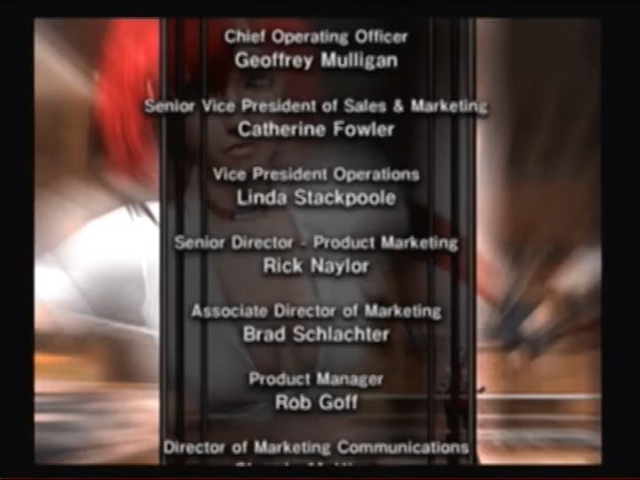 Chief Operating Officer
Geoffrey Mulligan
Senior Vice President of Sales & Marketing
Catherine Fowler
Vice President Operations
Linda Stackpoole
Senior Director - Product Marketing
Rick Naylor
Associate Director of Marketing
Brad Schlachter
Product Manager
Rob Goff
Director of Marketing Communications